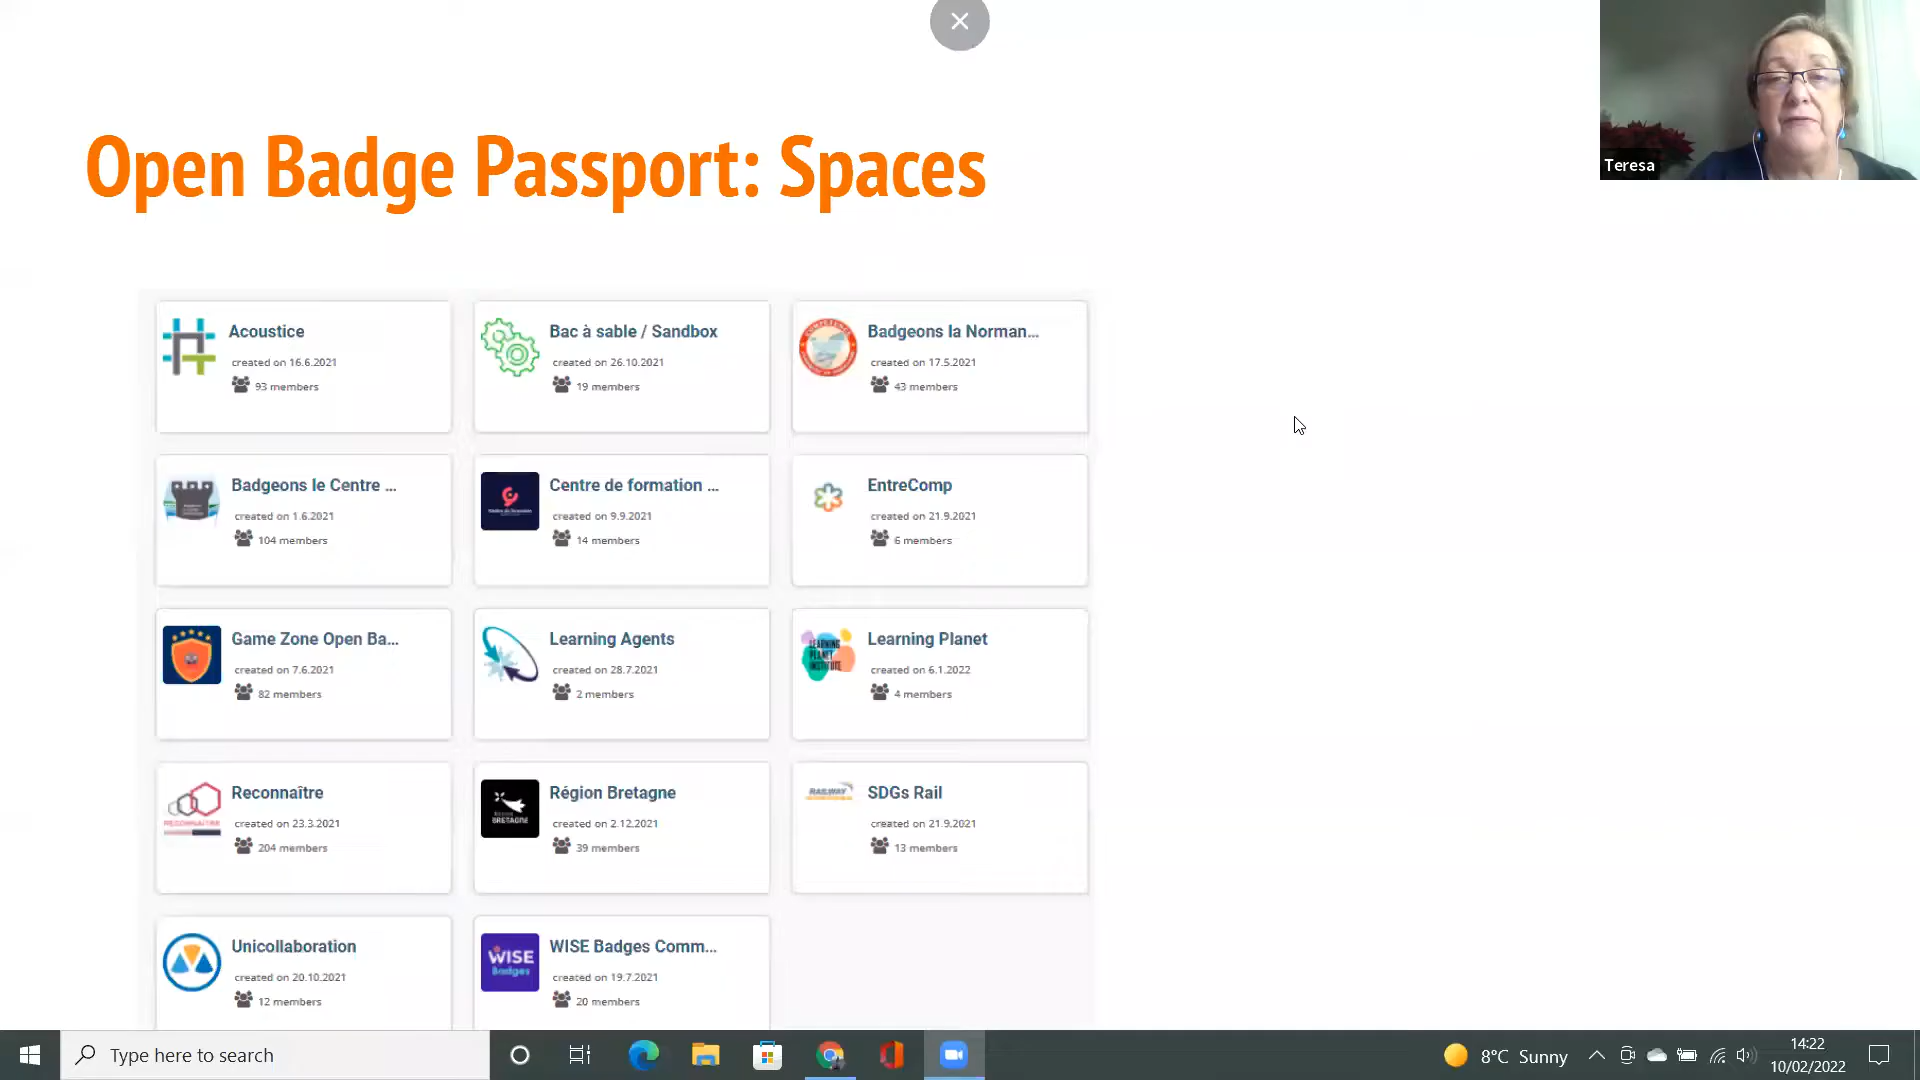 Open Badge Passport: Spaces
Teresa
Acoustice
created on 16.6.2021
93 members
Bac à sable / Sandbox
created on 26.10.2021
19 members
Badgeons la Norman...
created on 17.5.2021
43 members
Badgeons le Centre ...
created on 1.6.2021
104 members
Centre de formation ...
created on 9.9.2021
14 members
EntreComp
created on 21.9.2021
6 members
Game Zone Open Ba...
created on 7.6.2021
82 members
Learning Agents
created on 28.7.2021
2 members
LEARNING
PLANET
INSTITUTE
Learning Planet
created on 6.1.2022
4 members
RECONNAÎTRE
Reconnaître
created on 23.3.2021
204 members
BRETAGNE
Région Bretagne
created on 2.12.2021
39 members
RAILWAY
SDGs Rail
created on 21.9.2021
13 members
Unicollaboration
created on 20.10.2021
12 members
WISE
Badges
WISE Badges Comm...
created on 19.7.2021
20 members
Type here to search
8°C Sunny
14:22
10/02/2022